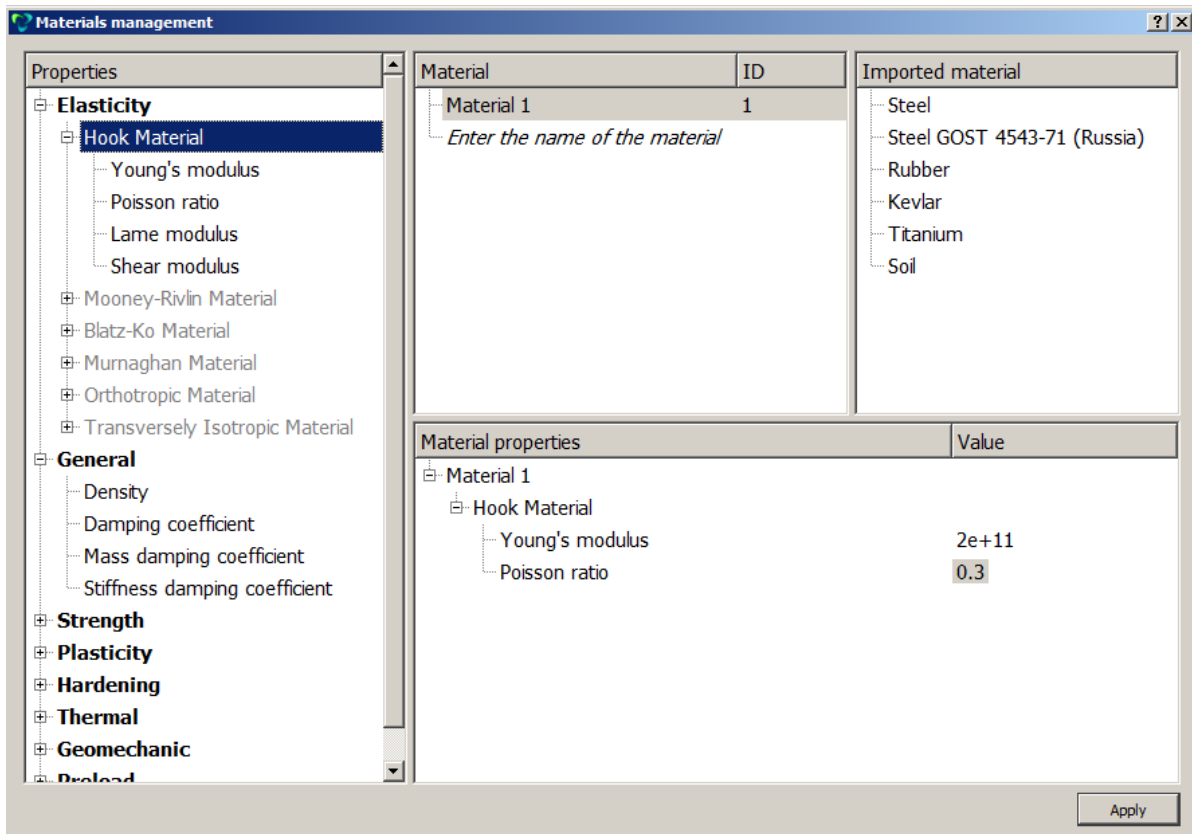 Materials management
Properties
Elasticity
Hook Material
Young's modulus
Poisson ratio
Lame modulus
Shear modulus
Mooney-Rivlin Material
Blatz-Ko Material
Murnaghan Material
Orthotropic Material
Transversely Isotropic Material
General
Density
Damping coefficient
Mass damping coefficient
Stiffness damping coefficient
Strength
Plasticity
Hardening
Thermal
Geomechanic
Preload
Material ID
Material 1 1
Enter the name of the material
Imported material
Steel
Steel GOST 4543-71 (Russia)
Rubber
Kevlar
Titanium
Soil
Material properties Value
Material 1
Hook Material
Young's modulus 2e+11
Poisson ratio 0.3
Apply